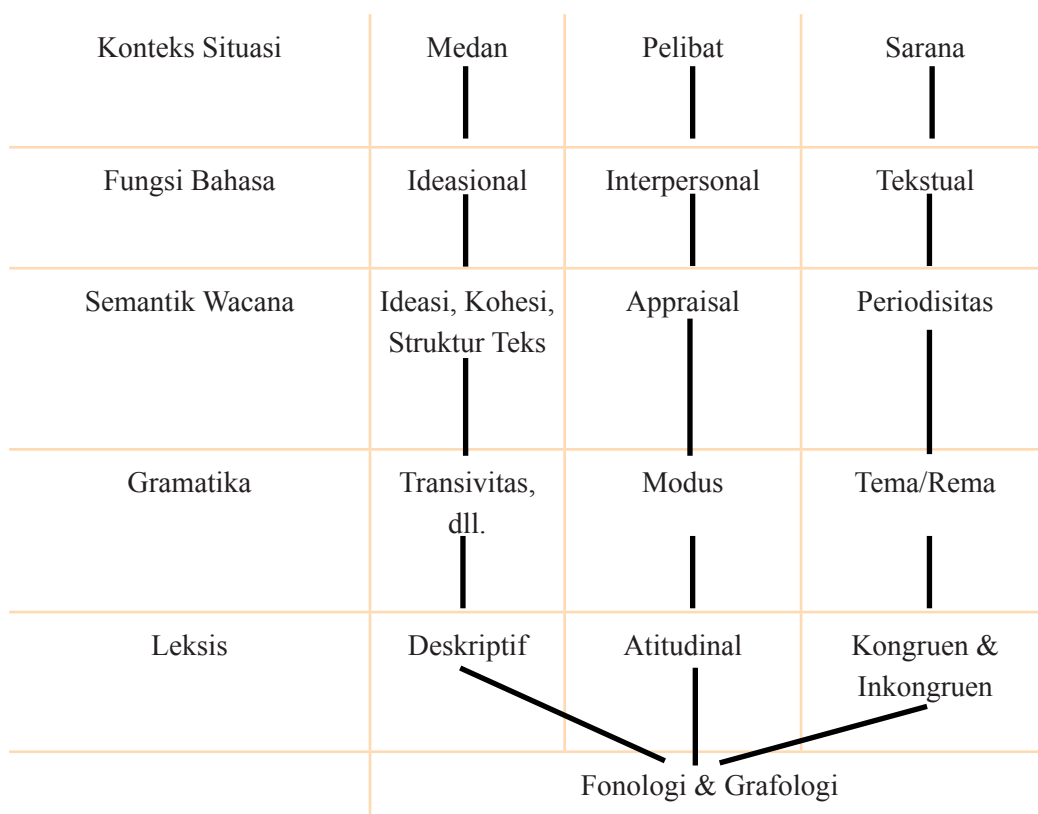 Konteks Situasi Medan Pelibat Sarana
Fungsi Bahasa Ideasional Interpersonal Tekstual
Semantik Wacana Ideasi, Kohesi, Appraisal Periodisitas
Struktur Teks
Gramatika Transivitas, Modus Tema/Rema
dll.
Leksis Deskriptif Atitudinal Kongruen &
Inkongruen
Fonologi & Grafologi